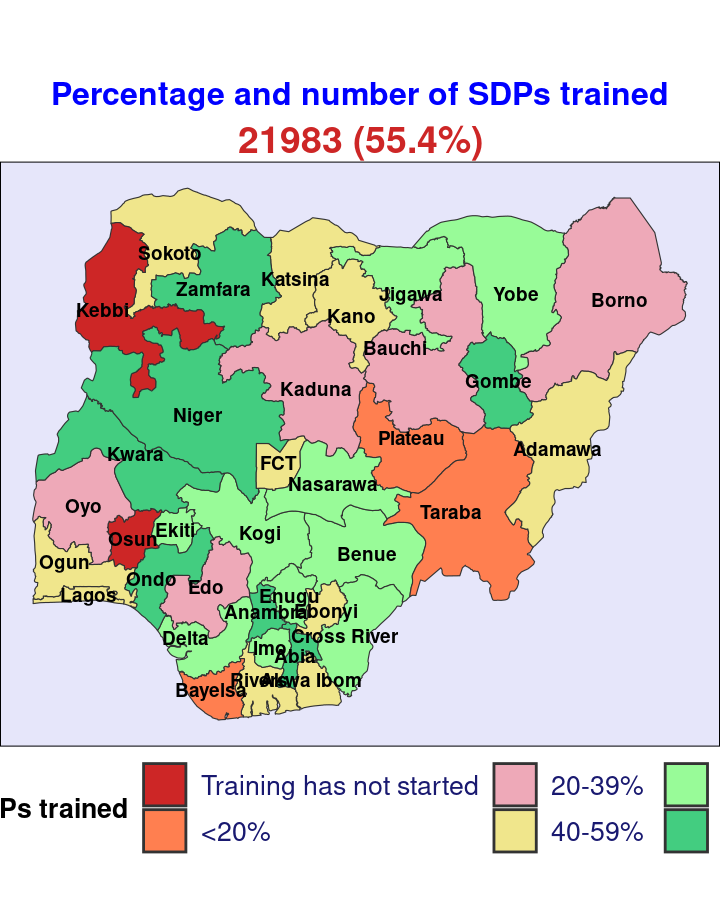 Percentage and number of SDPs trained
21983 (55.4%)
Sokoto
Katsina
Zamfara
Jigawa
Yobe
Borno
Kebbi
Kano
Bauchi
Kaduna
Gombe
Niger
Plateau
Adamawa
Kwara
FCT
Nasarawa
Oyo
Taraba
Osun
Ekiti
Kogi
Benue
Ogun
Ondo
Edo
Lagos
Enugu
Anambra
Ebonyi
Delta
Cross River
Imo
Abia
Rivers
Akwa Ibom
Bayelsa
Ps trained
Training has not started
20-39%
<20%
40-59%